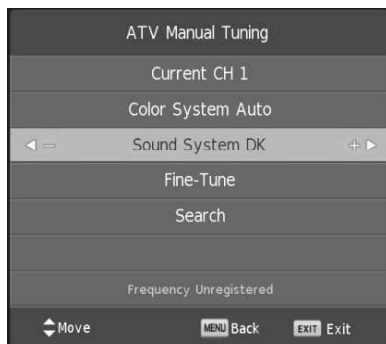 ATV Manual Tuning
Current CH 1
Color System Auto
Sound System DK
Fine-Tune
Search
Frequency Unregistered
Move MENU Back EXIT Exit